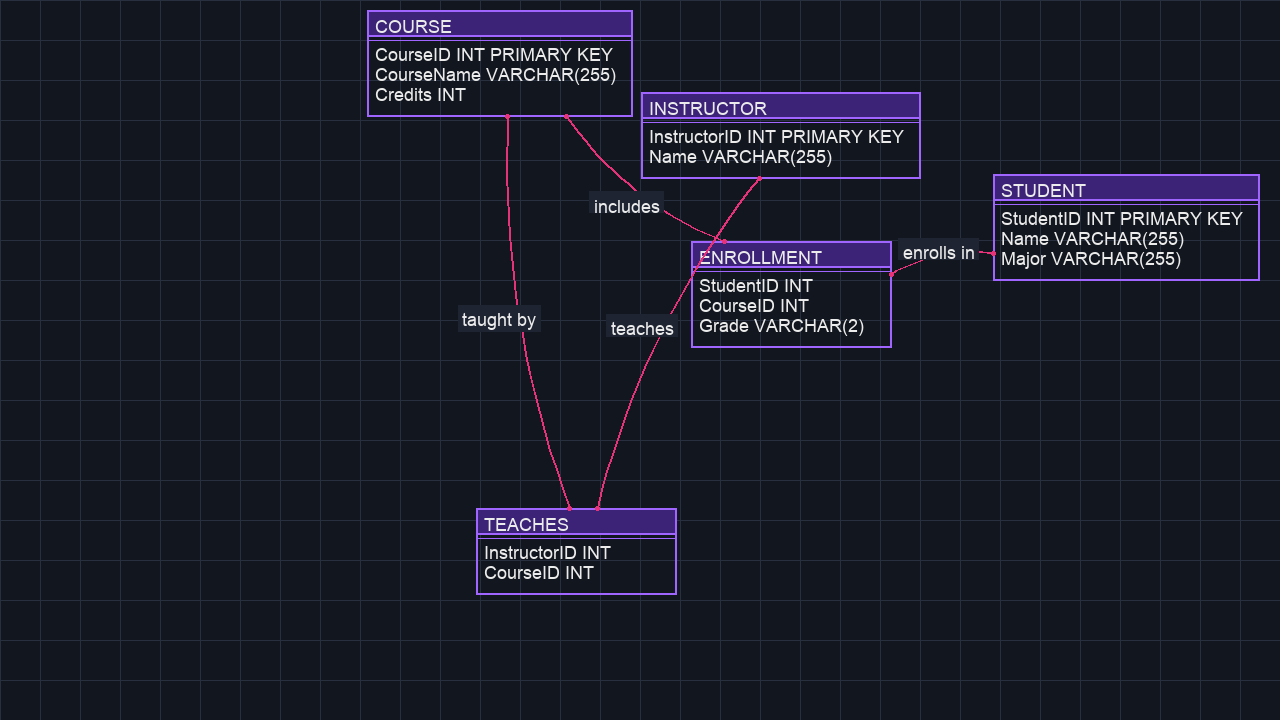 COURSE
CourseID INT PRIMARY KEY
CourseName VARCHAR(255)
Credits INT
INSTRUCTOR
InstructorID INT PRIMARY KEY
Name VARCHAR(255)
STUDENT
StudentID INT PRIMARY KEY
Name VARCHAR(255)
Major VARCHAR(255)
includes
enrolls in
ENROLLMENT
StudentID INT
CourseID INT
Grade VARCHAR(2)
taught by
teaches
TEACHES
InstructorID INT
CourseID INT